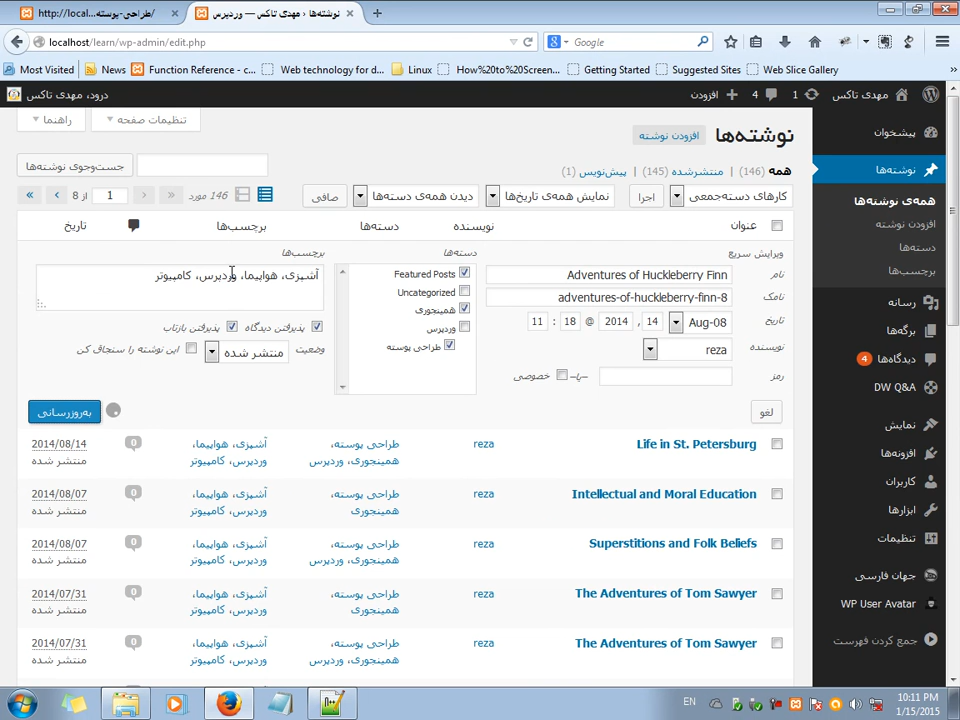 http://local...طراحی-پوسته/
نوشته‌ها ‹ مهدی تاکس — وردپرس
localhost/learn/wp-admin/edit.php
Google
Most Visited
News
Function Reference - c...
Web technology for d...
Linux
How%20to%20Screen...
Getting Started
Suggested Sites
Web Slice Gallery
مهدی تاکس
1
4
افزودن
درود، مهدی تاکس
تنظیمات صفحه
راهنما
نوشته‌ها
افزودن نوشته
همه (146)
منتشرشده (145)
پیش‌نویس (1)
جست‌وجوی نوشته‌ها
کارهای دسته‌جمعی
اجرا
نمایش همه‌ی تاریخ‌ها
دیدن همه‌ی دسته‌ها
صافی
146 مورد
»
›
1 از 8
‹
«
عنوان
نویسنده
دسته‌ها
برچسب‌ها
تاریخ
ویرایش سریع
نام
Adventures of Huckleberry Finn
نامک
adventures-of-huckleberry-finn-8
تاریخ
Aug-08
14 , 2014 @ 18 : 11
نویسنده
reza
رمز
–یا–
خصوصی
دسته‌ها
Featured Posts
Uncategorized
همینجوری
وردپرس
طراحی پوسته
برچسب‌ها
آشپزی، هواپیما، وردپرس، کامپیوتر
پذیرفتن دیدگاه
پذیرفتن بازتاب
وضعیت
منتشر شده
این نوشته را سنجاق کن
لغو
به‌روزرسانی
Life in St. Petersburg
reza
طراحی پوسته،
همینجوری، وردپرس
آشپزی، هواپیما،
وردپرس، کامپیوتر
0
2014/08/14
منتشر شده
Intellectual and Moral Education
reza
طراحی پوسته،
همینجوری
آشپزی، هواپیما،
وردپرس، کامپیوتر
0
2014/08/07
منتشر شده
Superstitions and Folk Beliefs
reza
طراحی پوسته،
همینجوری، وردپرس
آشپزی، هواپیما،
وردپرس، کامپیوتر
0
2014/08/07
منتشر شده
The Adventures of Tom Sawyer
reza
طراحی پوسته،
همینجوری، وردپرس
آشپزی، هواپیما،
وردپرس، کامپیوتر
0
2014/07/31
منتشر شده
The Adventures of Tom Sawyer
reza
طراحی پوسته،
همینجوری، وردپرس
آشپزی، هواپیما،
وردپرس، کامپیوتر
0
2014/07/31
منتشر شده
پیشخوان
نوشته‌ها
همه‌ی نوشته‌ها
افزودن نوشته
دسته‌ها
برچسب‌ها
رسانه
برگه‌ها
دیدگاه‌ها 4
DW Q&A
نمایش
افزونه‌ها
کاربران
ابزارها
تنظیمات
جهان فارسی
WP User Avatar
جمع کردن فهرست
EN
10:11 PM
1/15/2015